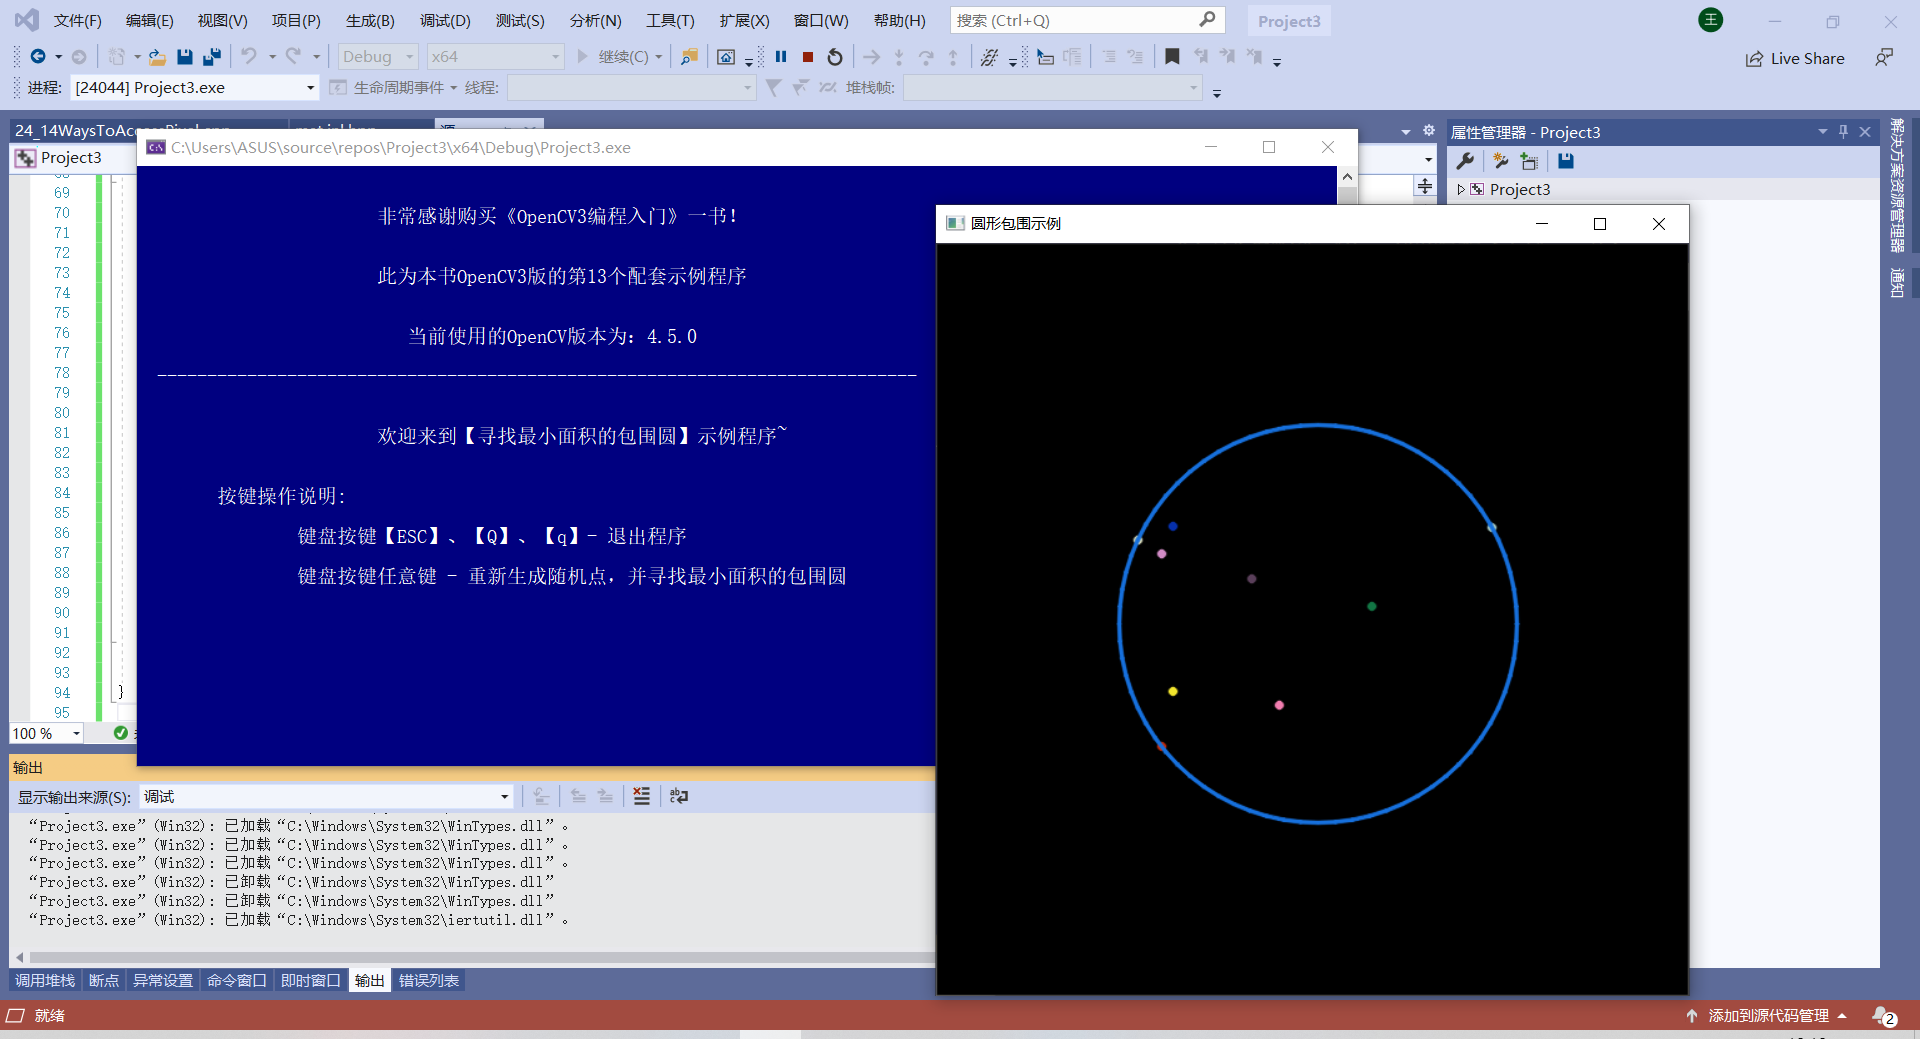 文件(F) 编辑(E) 视图(V) 项目(P) 生成(B) 调试(D) 测试(S) 分析(N) 工具(T) 扩展(X) 窗口(W) 帮助(H) 搜索 (Ctrl+Q) Project3 王
Debug x64 继续(C) Live Share
进程: [24044] Project3.exe 生命周期事件 线程: 堆栈帧:
Project3
C:\Users\ASUS\source\repos\Project3\x64\Debug\Project3.exe
非常感谢购买《OpenCV3编程入门》一书!
此为本书OpenCV3版的第13个配套示例程序
当前使用的OpenCV版本为: 4.5.0
--------------------------------------------------------------------------------
欢迎来到【寻找最小面积的包围圆】示例程序~
按键操作说明:
键盘按键【ESC】、【Q】、【q】- 退出程序
键盘按键任意键 - 重新生成随机点，并寻找最小面积的包围圆
圆形包围示例
属性管理器 - Project3
Project3
解决方案资源管理器
通知
69
70
71
72
73
74
75
76
77
78
79
80
81
82
83
84
85
86
87
88
89
90
91
92
93
94 }
95
100 %
输出
显示输出来源(S): 调试
“Project3.exe”(Win32): 已加载“C:\Windows\System32\WinTypes.dll”。
“Project3.exe”(Win32): 已加载“C:\Windows\System32\WinTypes.dll”。
“Project3.exe”(Win32): 已加载“C:\Windows\System32\WinTypes.dll”。
“Project3.exe”(Win32): 已卸载“C:\Windows\System32\WinTypes.dll”
“Project3.exe”(Win32): 已卸载“C:\Windows\System32\WinTypes.dll”
“Project3.exe”(Win32): 已加载“C:\Windows\System32\iertutil.dll”。
调用堆栈 断点 异常设置 命令窗口 即时窗口 输出 错误列表
就绪 添加到源代码管理 2